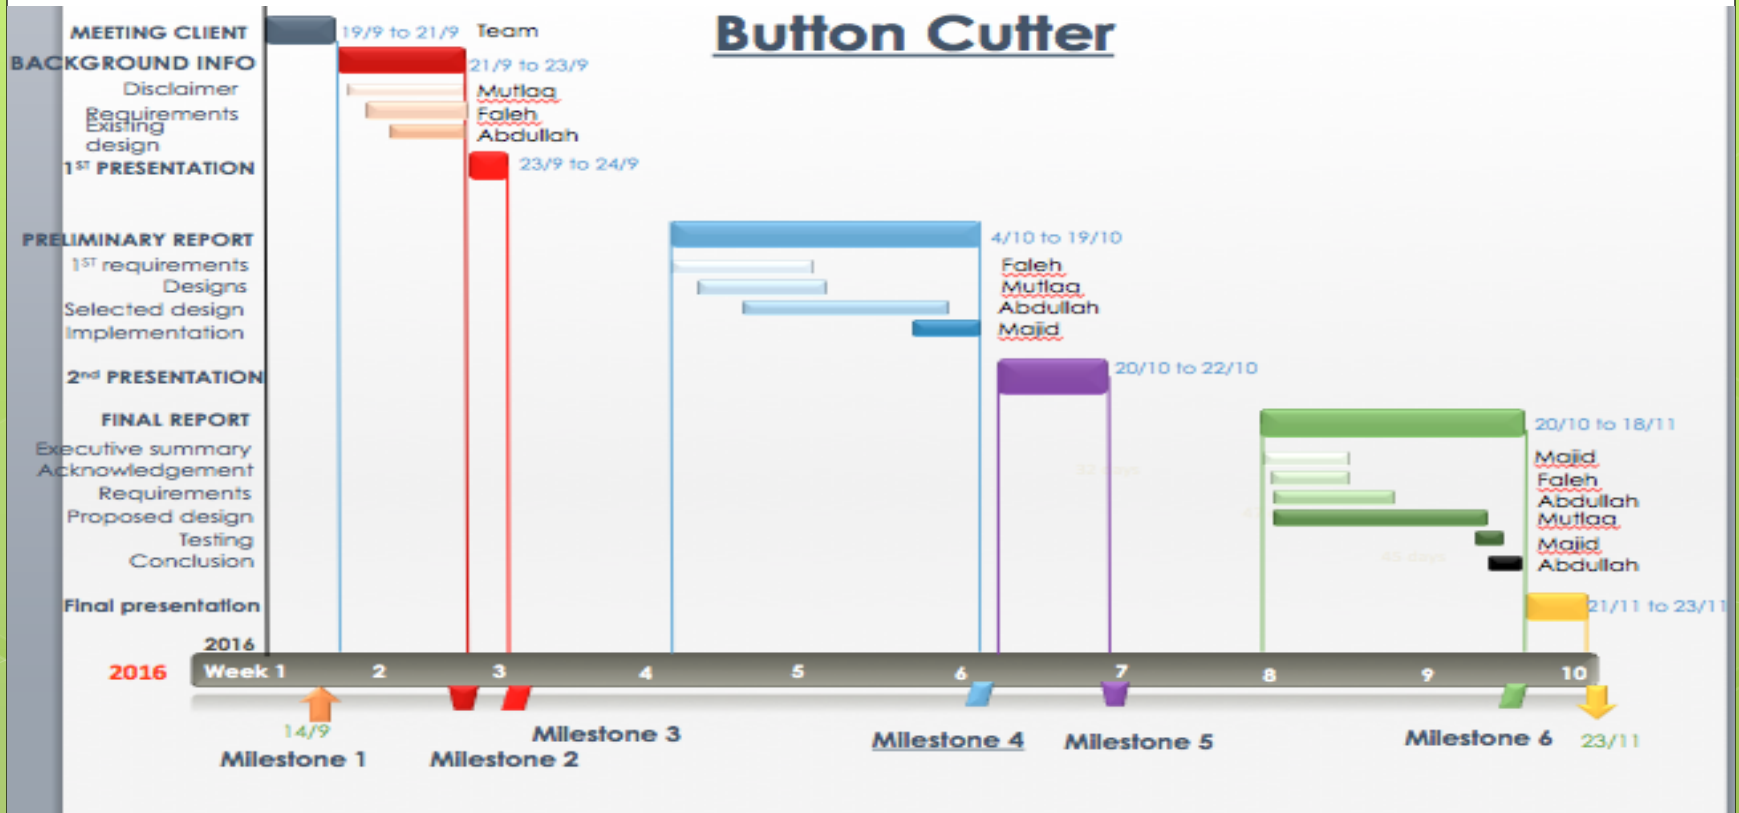 Button Cutter
MEETING CLIENT 19/9 to 21/9 Team
BACKGROUND INFO 21/9 to 23/9
Disclaimer Mutlaq
Requirements Faleh
Existing design Abdullah
1ST PRESENTATION 23/9 to 24/9
PRELIMINARY REPORT 4/10 to 19/10
1ST requirements Faleh
Designs Mutlaq
Selected design Abdullah
Implementation Majid
2nd PRESENTATION 20/10 to 22/10
FINAL REPORT 20/10 to 18/11
Executive summary Majid
Acknowledgement Faleh
Requirements Abdullah
Proposed design Mutlaq
Testing Majid
Conclusion Abdullah
45 days
Final presentation 21/11 to 23/11
2016
2016 Week 1 2 3 4 5 6 7 8 9 10
14/9 Milestone 3 Milestone 4 Milestone 5 Milestone 6 23/11
Milestone 1 Milestone 2